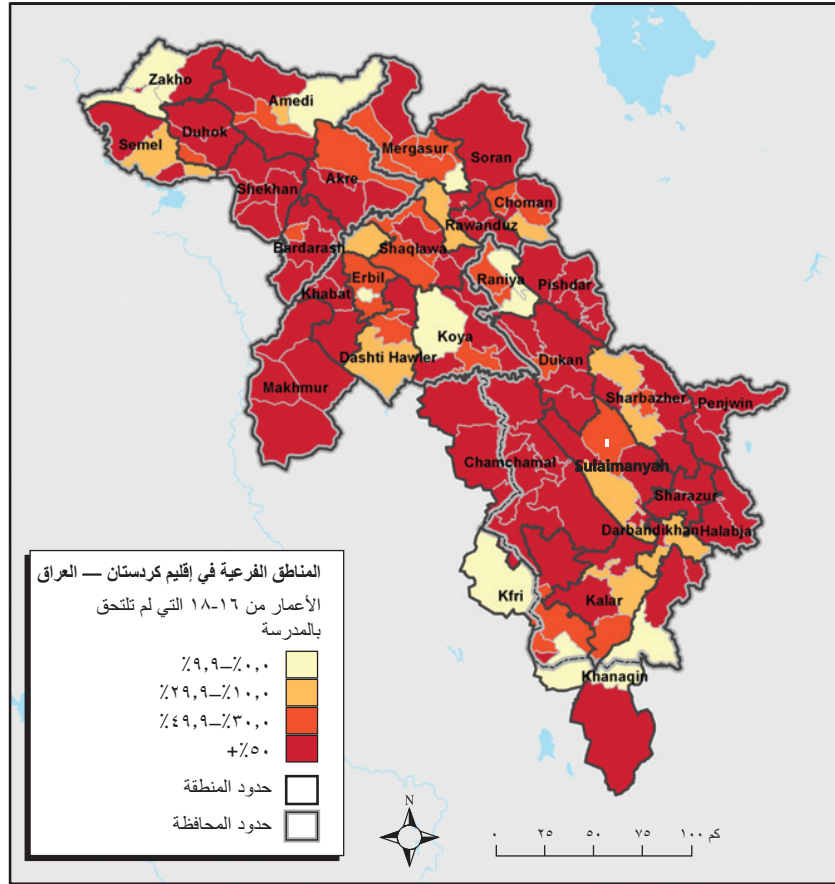 Zakho
Amedi
Semel
Duhok
Mergasur
Soran
Shekhan
Akre
Choman
Rawanduz
Bardarash
Shaqlawa
Erbil
Raniya
Pishdar
Khabat
Koya
Dashti Hawler
Dukan
Makhmur
Sharbazher
Penjwin
Chamchamal
Sulaimanyah
Sharazur
Darbandikhan
Halabja
Kfri
Kalar
Khanaqin
المناطق الفرعية في إقليم كردستان — العراق
الأعمار من ١٦-١٨ التي لم تلتحق
بالمدرسة
٠,٠٪–٩,٩٪
١٠,٠٪–٢٩,٩٪
٣٠,٠٪–٤٩,٩٪
٥٠٪+
حدود المنطقة
حدود المحافظة
N
٠ ٢٥ ٥٠ ٧٥ ١٠٠ كم